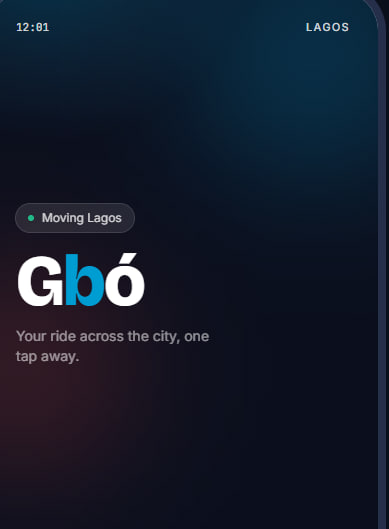 12:01
LAGOS
Moving Lagos
Gbó
Your ride across the city, one
tap away.